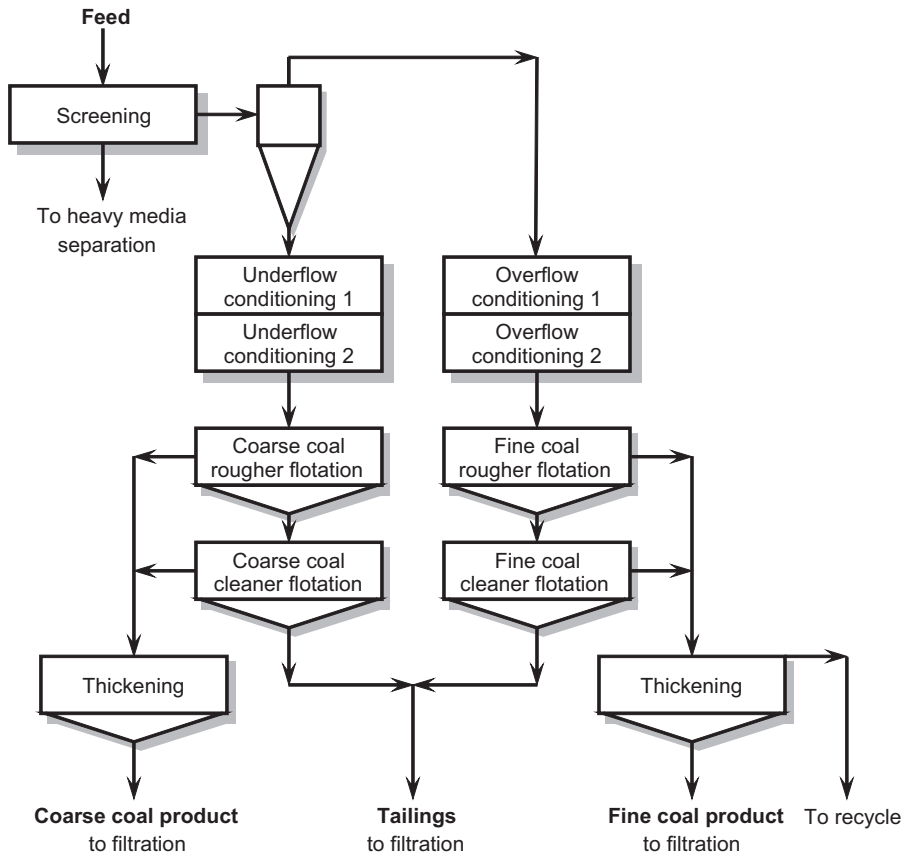 Feed
Screening
To heavy media
separation
Underflow
conditioning 1
Underflow
conditioning 2
Overflow
conditioning 1
Overflow
conditioning 2
Coarse coal
rougher flotation
Fine coal
rougher flotation
Coarse coal
cleaner flotation
Fine coal
cleaner flotation
Thickening
Thickening
Coarse coal product
to filtration
Tailings
to filtration
Fine coal product
to filtration
To recycle